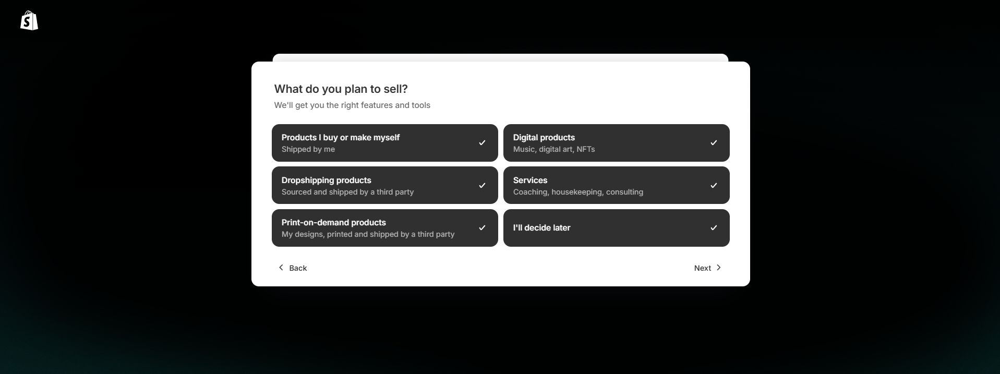 What do you plan to sell?
We'll get you the right features and tools
Products I buy or make myself
Shipped by me
Digital products
Music, digital art, NFTs
Dropshipping products
Sourced and shipped by a third party
Services
Coaching, housekeeping, consulting
Print-on-demand products
My designs, printed and shipped by a third party
I'll decide later
Back
Next